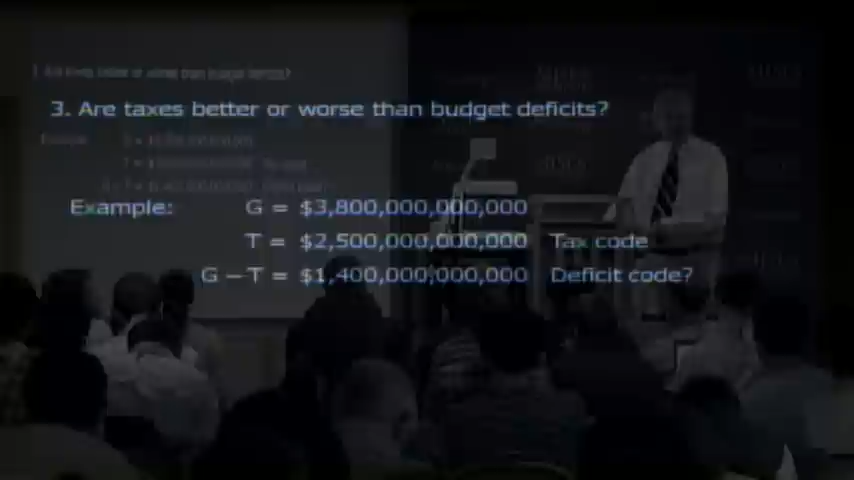 3. Are taxes better or worse than budget deficits?
Example: G = $3,800,000,000,000
T = $2,500,000,000,000 Tax code
G – T = $1,400,000,000,000 Deficit code?